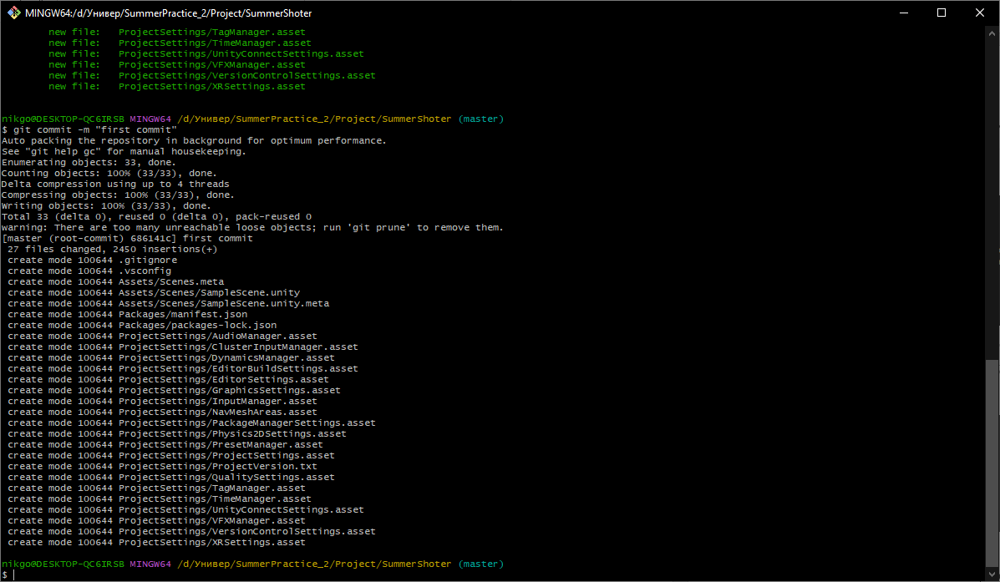 MINGW64:/d/Универ/SummerPractice_2/Project/SummerShoter
new file:   ProjectSettings/TagManager.asset
new file:   ProjectSettings/TimeManager.asset
new file:   ProjectSettings/UnityConnectSettings.asset
new file:   ProjectSettings/VFXManager.asset
new file:   ProjectSettings/VersionControlSettings.asset
new file:   ProjectSettings/XRSettings.asset
nikgo@DESKTOP-QC6IRSB MINGW64 /d/Универ/SummerPractice_2/Project/SummerShoter (master)
$ git commit -m "first commit"
Auto packing the repository in background for optimum performance.
See "git help gc" for manual housekeeping.
Enumerating objects: 33, done.
Counting objects: 100% (33/33), done.
Delta compression using up to 4 threads
Compressing objects: 100% (33/33), done.
Writing objects: 100% (33/33), done.
Total 33 (delta 0), reused 0 (delta 0), pack-reused 0
warning: There are too many unreachable loose objects; run 'git prune' to remove them.
[master (root-commit) 686141c] first commit
 27 files changed, 2450 insertions(+)
 create mode 100644 .gitignore
 create mode 100644 .vsconfig
 create mode 100644 Assets/Scenes.meta
 create mode 100644 Assets/Scenes/SampleScene.unity
 create mode 100644 Assets/Scenes/SampleScene.unity.meta
 create mode 100644 Packages/manifest.json
 create mode 100644 Packages/packages-lock.json
 create mode 100644 ProjectSettings/AudioManager.asset
 create mode 100644 ProjectSettings/ClusterInputManager.asset
 create mode 100644 ProjectSettings/DynamicsManager.asset
 create mode 100644 ProjectSettings/EditorBuildSettings.asset
 create mode 100644 ProjectSettings/EditorSettings.asset
 create mode 100644 ProjectSettings/GraphicsSettings.asset
 create mode 100644 ProjectSettings/InputManager.asset
 create mode 100644 ProjectSettings/NavMeshAreas.asset
 create mode 100644 ProjectSettings/PackageManagerSettings.asset
 create mode 100644 ProjectSettings/Physics2DSettings.asset
 create mode 100644 ProjectSettings/PresetManager.asset
 create mode 100644 ProjectSettings/ProjectSettings.asset
 create mode 100644 ProjectSettings/ProjectVersion.txt
 create mode 100644 ProjectSettings/QualitySettings.asset
 create mode 100644 ProjectSettings/TagManager.asset
 create mode 100644 ProjectSettings/TimeManager.asset
 create mode 100644 ProjectSettings/UnityConnectSettings.asset
 create mode 100644 ProjectSettings/VFXManager.asset
 create mode 100644 ProjectSettings/VersionControlSettings.asset
 create mode 100644 ProjectSettings/XRSettings.asset
nikgo@DESKTOP-QC6IRSB MINGW64 /d/Универ/SummerPractice_2/Project/SummerShoter (master)
$